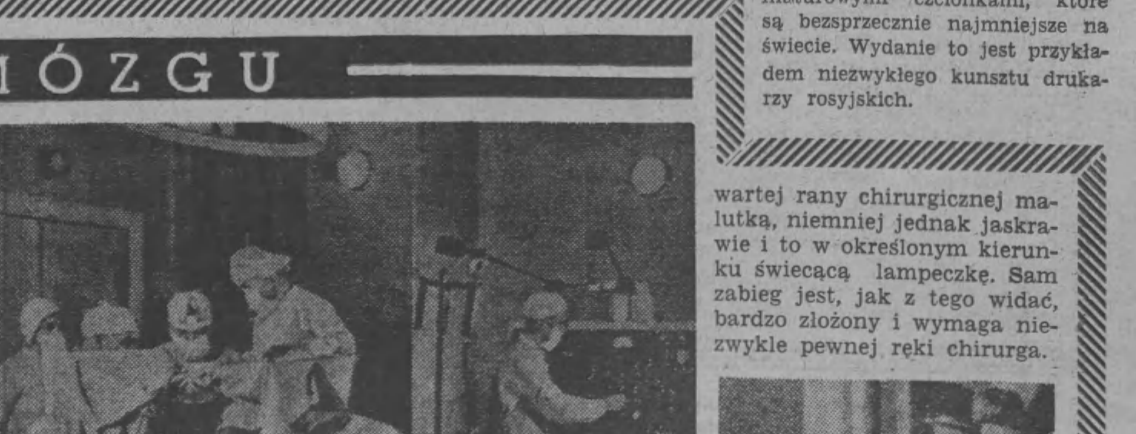 MÓZGU
są bezsprzecznie najmniejsze na
świecie. Wydanie to jest przykła-
dem niezwykłego kunsztu druka-
rzy rosyjskich.
wartej rany chirurgicznej ma-
lutką, niemniej jednak jaskra-
wie i to w określonym kierun-
ku świecącą lampeczkę. Sam
zabieg jest, jak z tego widać,
bardzo złożony i wymaga nie-
zwykle pewnej ręki chirurga.